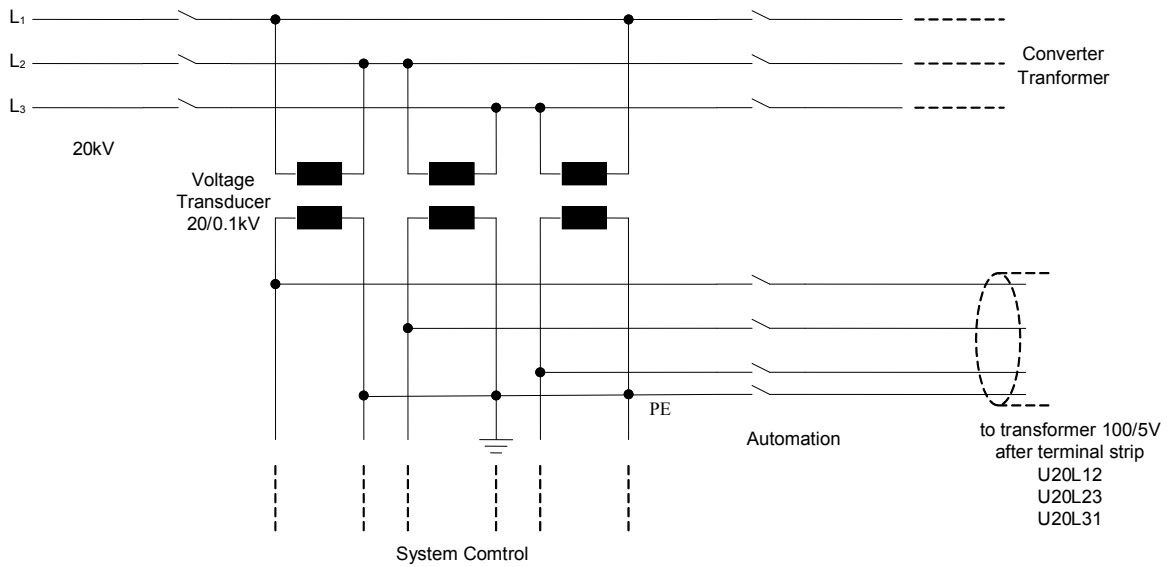 L1
L2
L3
20kV
Converter
Tranformer
Voltage
Transducer
20/0.1kV
PE
Automation
to transformer 100/5V
after terminal strip
U20L12
U20L23
U20L31
System Comtrol